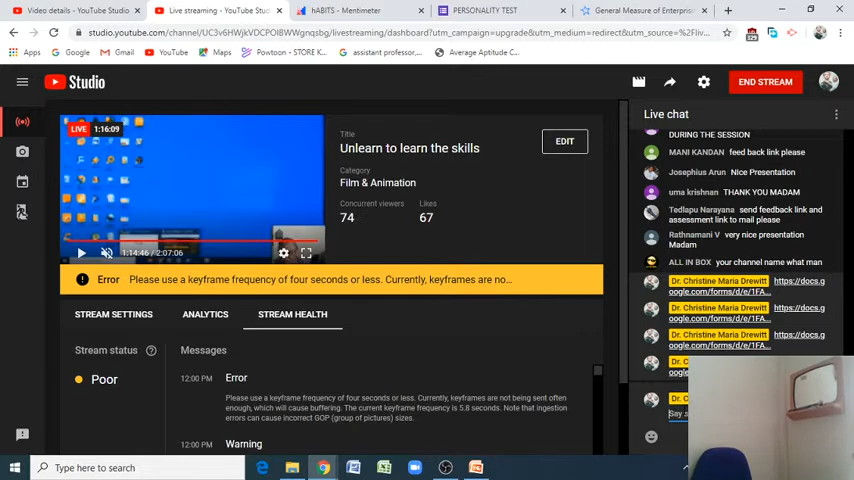 Video details - YouTube Studio
Live streaming - YouTube Studio
hABITS - Mentimeter
PERSONALITY TEST
General Measure of Enterprisi
studio.youtube.com/channel/UC3v6HWjkVDCPOIBWWgnqsbg/livestreaming/dashboard?utm_campaign=upgrade&utm_medium=redirect&utm_source=%2Fliv...
Google
Gmail
YouTube
Maps
Powtoon - STORE K...
assistant professor,...
Average Aptitude C...
129
Studio
END STREAM
LIVE 1:16:09
1:14:46 / 2:07:06
Title
Unlearn to learn the skills
EDIT
Category
Film & Animation
Concurrent viewers
Likes
74
67
Error Please use a keyframe frequency of four seconds or less. Currently, keyframes are no...
STREAM SETTINGS
ANALYTICS
STREAM HEALTH
Stream status
Poor
Messages
12:00 PM Error
Please use a keyframe frequency of four seconds or less. Currently, keyframes are not being sent often
enough, which will cause buffering. The current keyframe frequency is 5.8 seconds. Note that ingestion
errors can cause incorrect GOP (group of pictures) sizes.
12:00 PM Warning
Live chat
DURING THE SESSION
MANI KANDAN feed back link please
Josephius Arun Nice Presentation
uma krishnan THANK YOU MADAM
Tedlapu Narayana send feedback link and
assessment link to mail please
Rathnamani V very nice presentation
Madam
ALL IN BOX your channel name what man
Dr. Christine Maria Drewitt https://docs.g
oogle.com/forms/d/e/1FA...
Dr. Christine Maria Drewitt https://docs.g
oogle.com/forms/d/e/1FA...
Dr. Christine Maria Drewitt https://docs.g
oogle.com/forms/d/e/1FA...
Dr. C
Dr. C
Say s
Type here to search